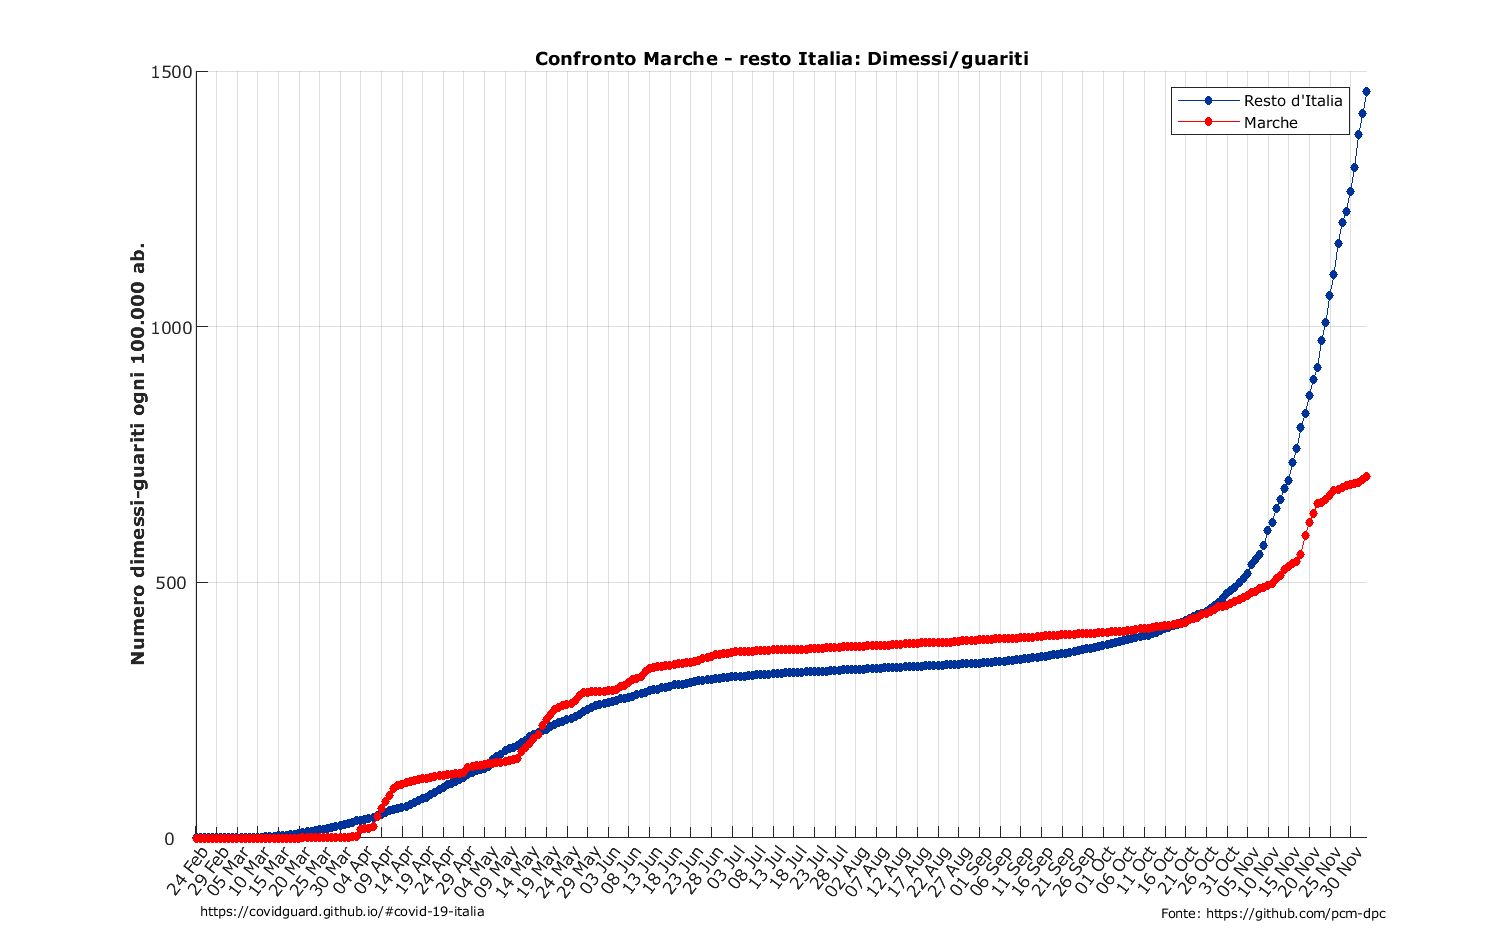 Confronto Marche - resto Italia: Dimessi/guariti
Numero dimessi-guariti ogni 100.000 ab.
1500
1000
500
0
Resto d'Italia
Marche
24 Feb
29 Feb
05 Mar
10 Mar
15 Mar
20 Mar
25 Mar
30 Mar
04 Apr
09 Apr
14 Apr
19 Apr
24 Apr
29 Apr
04 May
09 May
14 May
19 May
24 May
29 May
03 Jun
08 Jun
13 Jun
18 Jun
23 Jun
28 Jun
03 Jul
08 Jul
13 Jul
18 Jul
23 Jul
28 Jul
02 Aug
07 Aug
12 Aug
17 Aug
22 Aug
27 Aug
01 Sep
06 Sep
11 Sep
16 Sep
21 Sep
26 Sep
01 Oct
06 Oct
11 Oct
16 Oct
21 Oct
26 Oct
31 Oct
05 Nov
10 Nov
15 Nov
20 Nov
25 Nov
30 Nov
https://covidguard.github.io/#covid-19-italia
Fonte: https://github.com/pcm-dpc